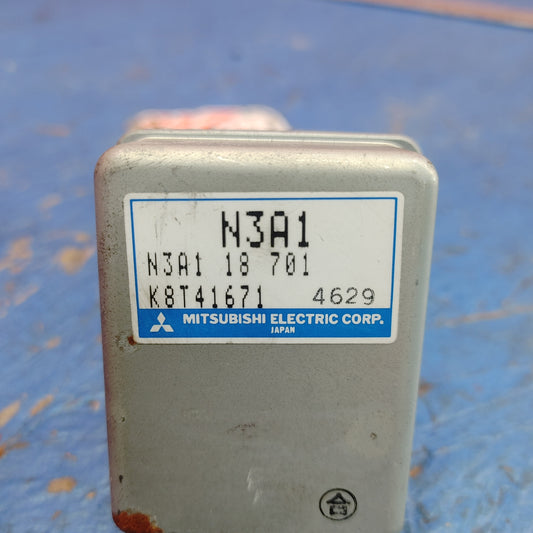 N3A1
N3A1 18 701
K8T41671 4629
MITSUBISHI ELECTRIC CORP.
JAPAN